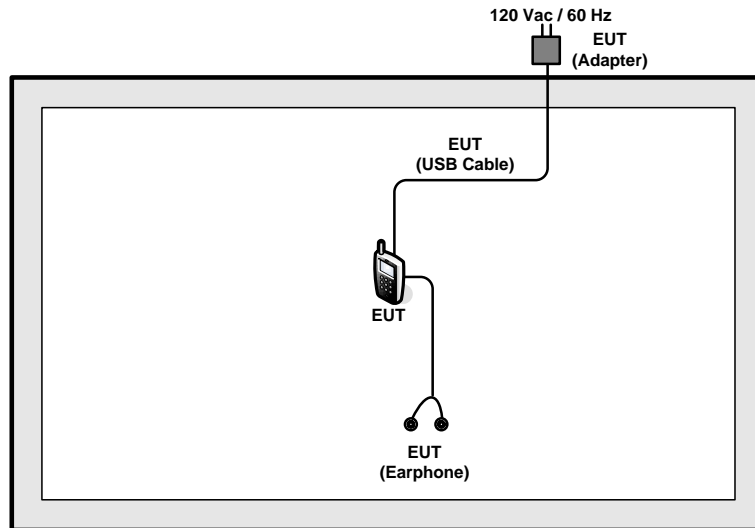 120 Vac / 60 Hz
EUT
(Adapter)
EUT
(USB Cable)
EUT
EUT
(Earphone)